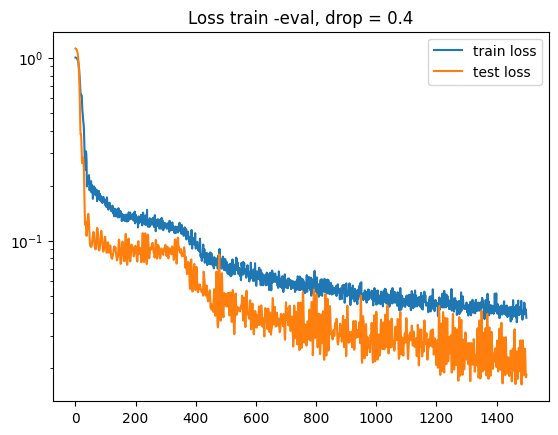 Loss train -eval, drop = 0.4
train loss
test loss
10⁰
10⁻¹
0 200 400 600 800 1000 1200 1400